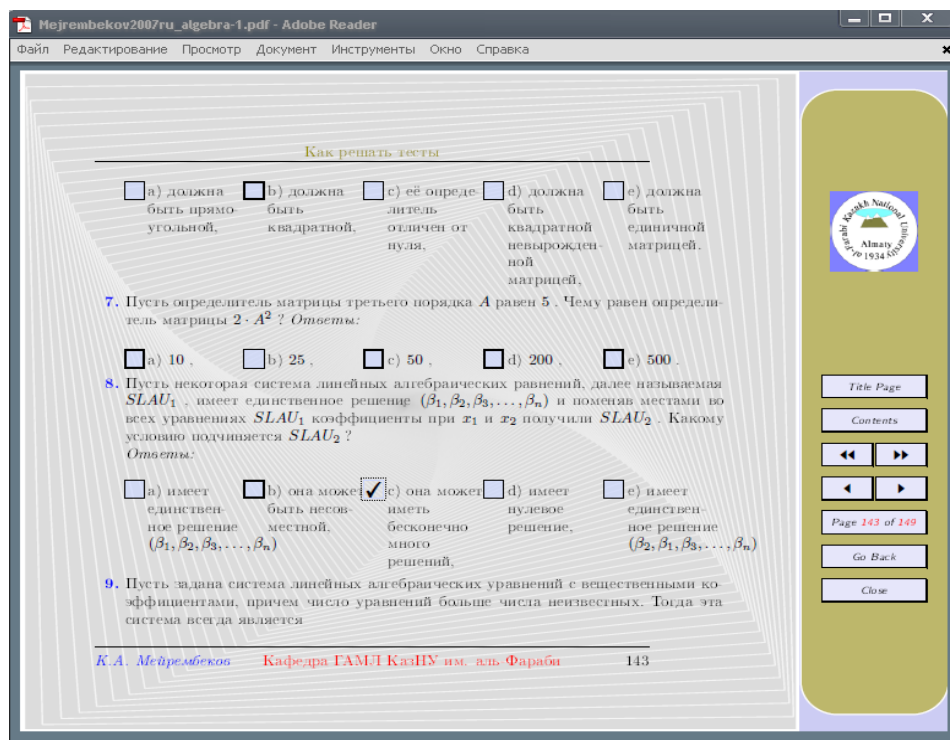 Mejrembekov2007ru_algebra-1.pdf - Adobe Reader
Файл Редактирование Просмотр Документ Инструменты Окно Справка
Как решать тесты
a) должна быть прямоугольной,
b) должна быть квадратной,
c) её определитель отличен от нуля,
d) должна быть квадратной невырожденной матрицей,
e) должна быть единичной матрицей.
7. Пусть определитель матрицы третьего порядка A равен 5 . Чему равен определи-
тель матрицы 2 · A² ? Ответы:
a) 10 , b) 25 , c) 50 , d) 200 , e) 500 .
8. Пусть некоторая система линейных алгебраических равнений, далее называемая
SLAU₁ , имеет единственное решение (β₁, β₂, β₃, . . . , βₙ) и поменяв местами во
всех уравнениях SLAU₁ коэффициенты при x₁ и x₂ получили SLAU₂ . Какому
условию подчиняется SLAU₂ ?
Ответы:
a) имеет единственное решение (β₁, β₂, β₃, . . . , βₙ)
b) она может быть несовместной,
c) она может иметь бесконечно много решений,
d) имеет нулевое решение,
e) имеет единственное решение (β₂, β₁, β₃, . . . , βₙ)
9. Пусть задана система линейных алгебраических уравнений с вещественными ко-
эффициентами, причем число уравнений больше числа неизвестных. Тогда эта
система всегда является
К.А. Мейрембеков Кафедра ГАМЛ КазНУ им. аль Фараби 143
al-Farabi Kazakh National University
Almaty
1934
Title Page
Contents
Page 143 of 149
Go Back
Close